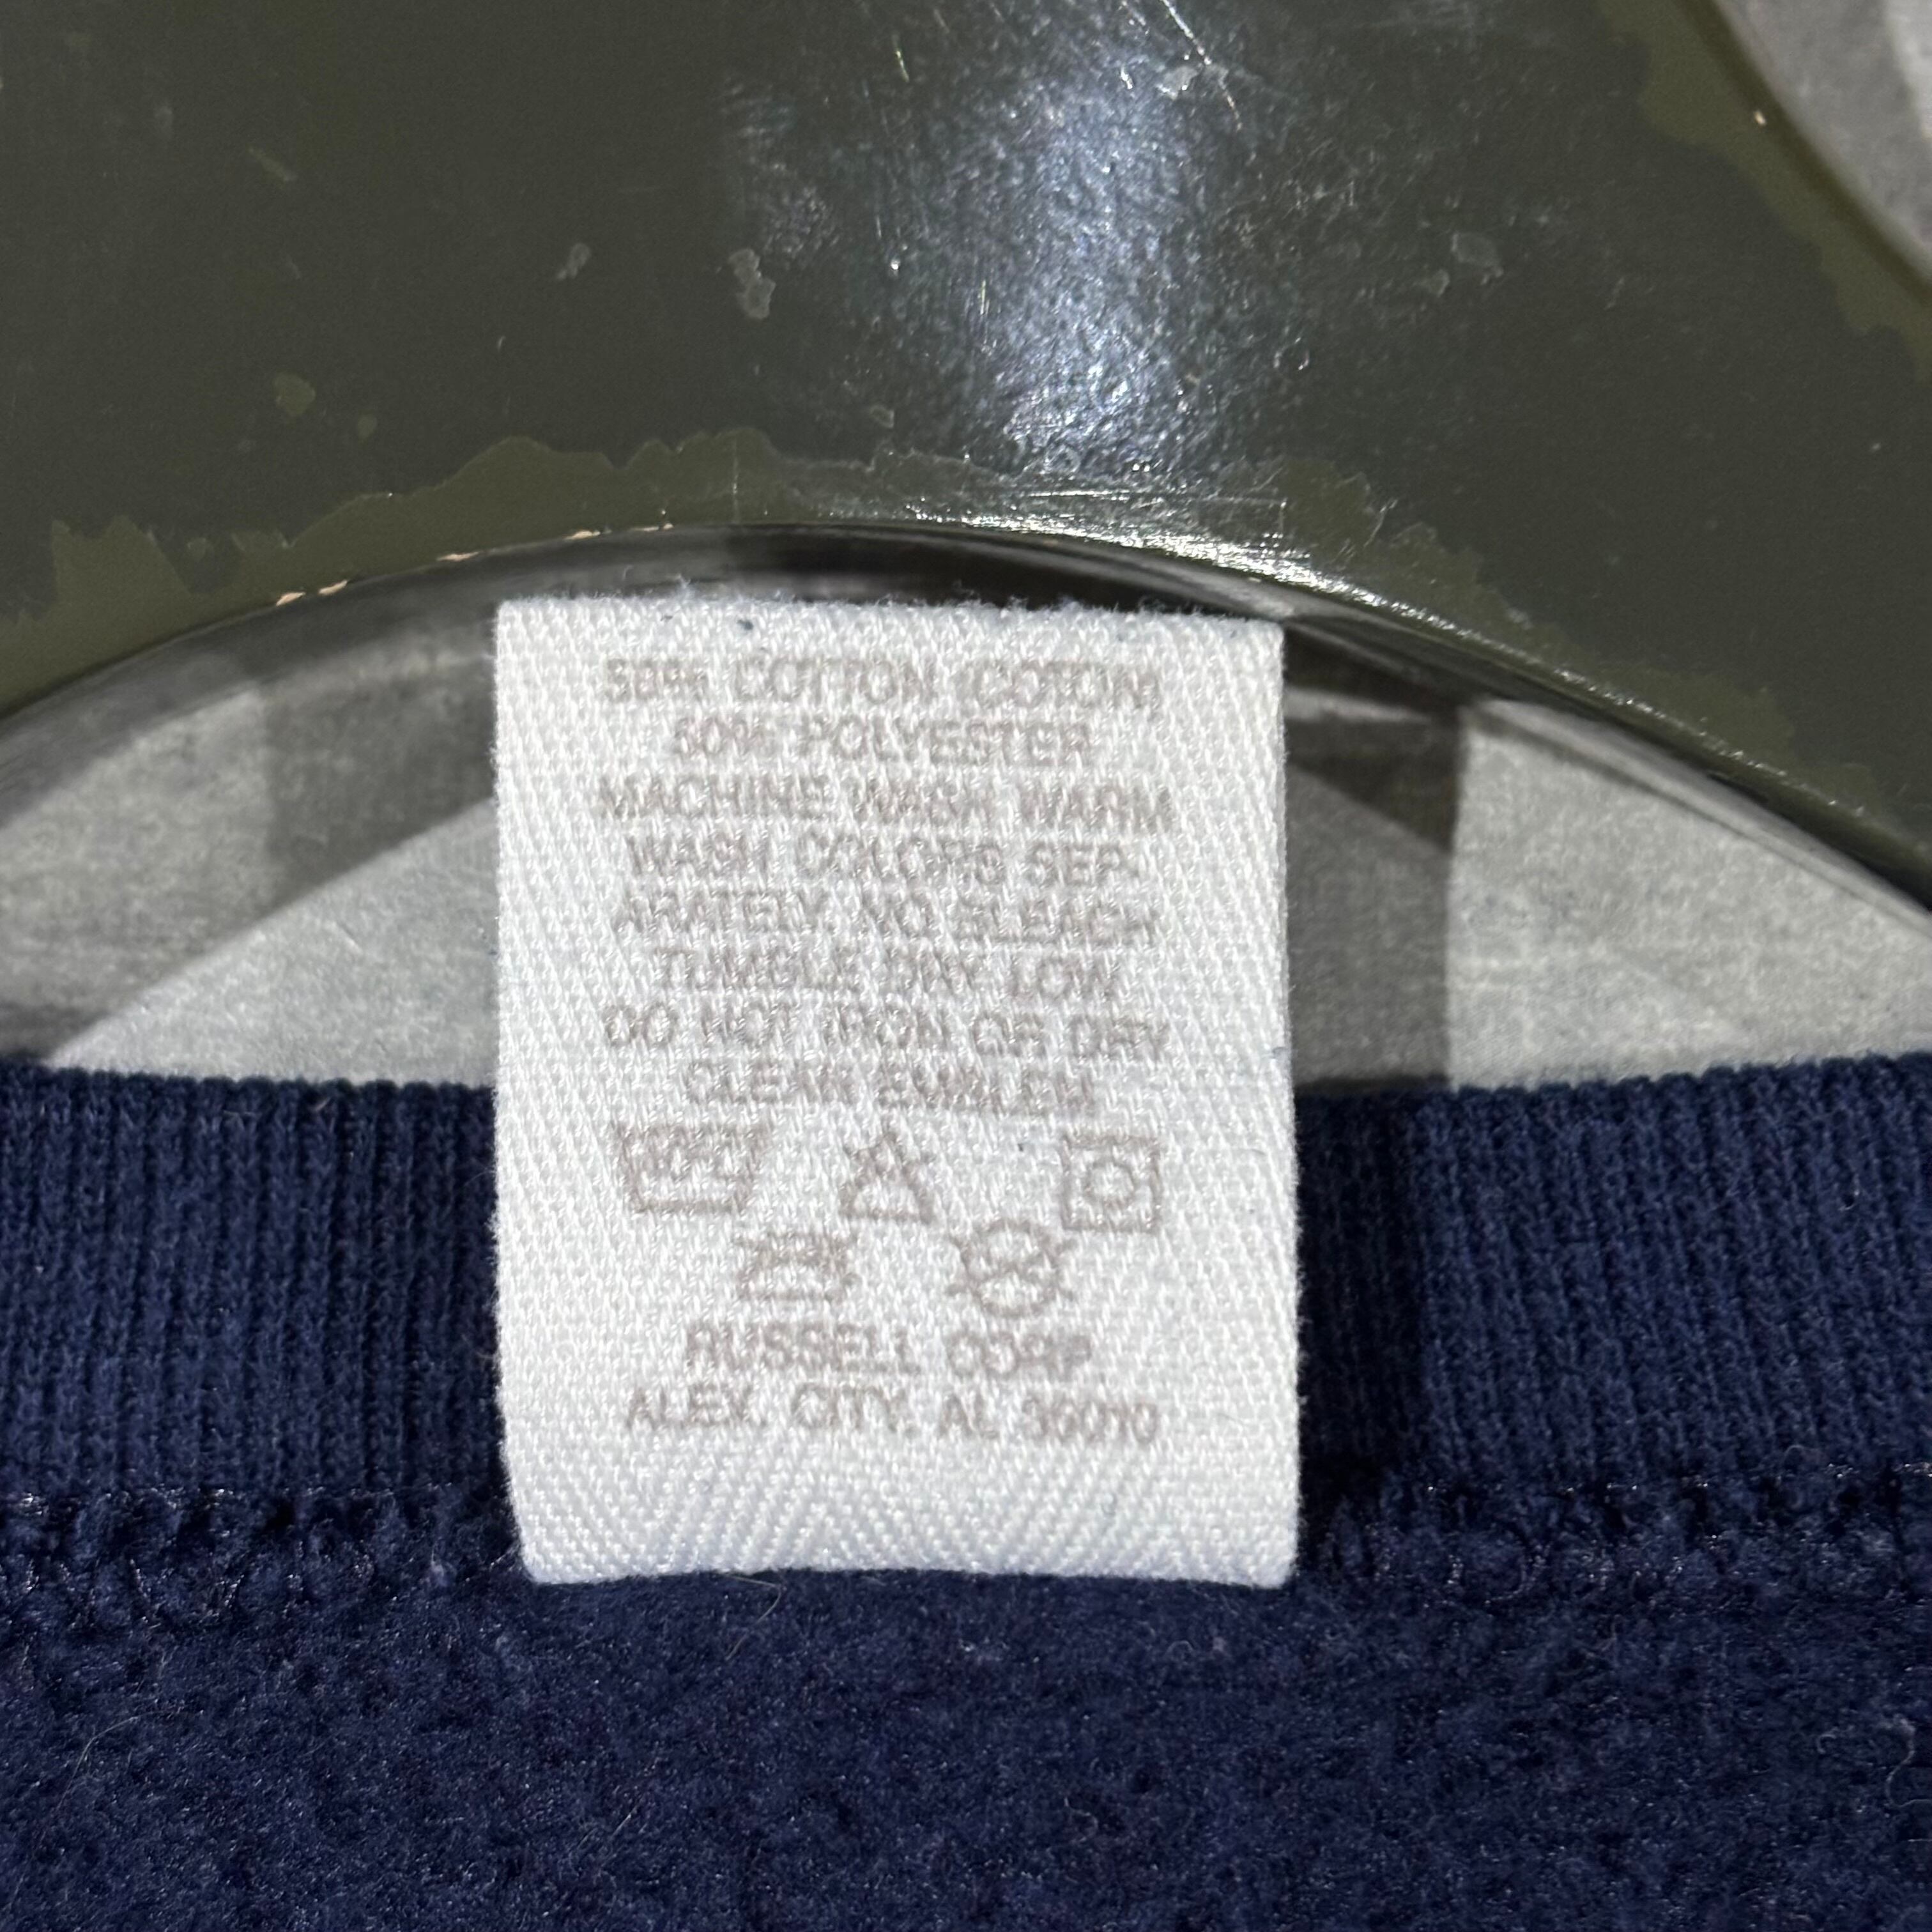 50% COTTON (COTON)
50% POLYESTER
MACHINE WASH WARM
WASH COLORS SEP-
ARATELY. NO BLEACH
TUMBLE DRY LOW
DO NOT IRON OR DRY
CLEAN EMBLEM
RUSSELL CORP
ALEX. CITY, AL 35010